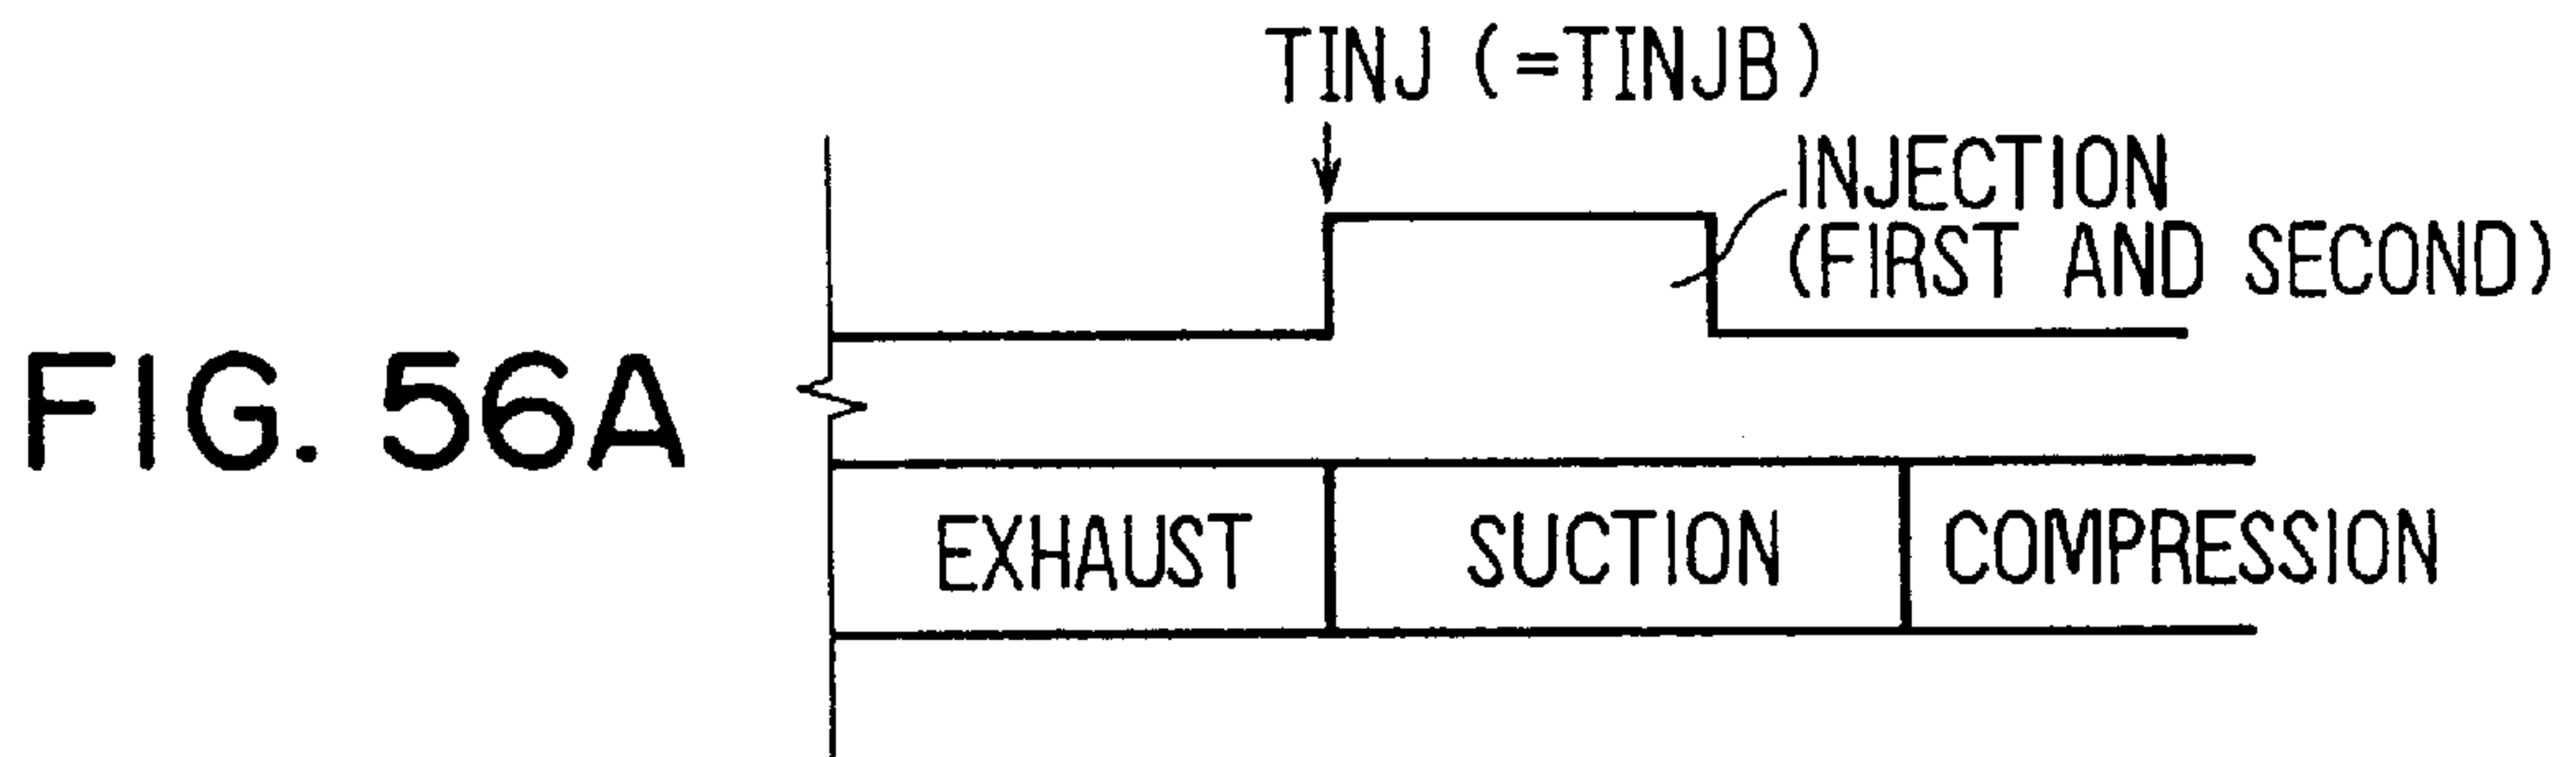 TINJ (=TINJB)
INJECTION
(FIRST AND SECOND)
FIG. 56A
EXHAUST
SUCTION
COMPRESSION